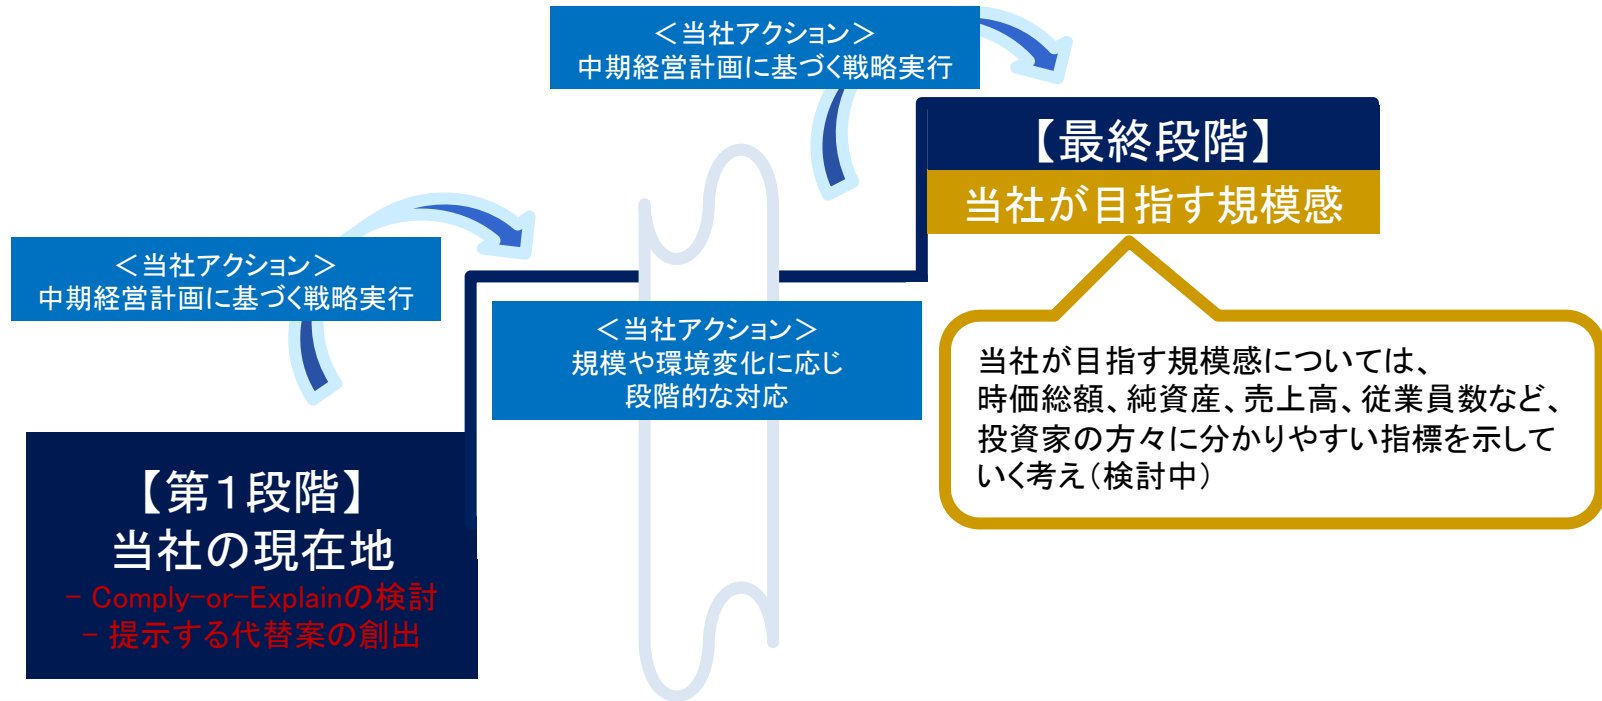 ＜当社アクション＞
中期経営計画に基づく戦略実行
【最終段階】
当社が目指す規模感
＜当社アクション＞
中期経営計画に基づく戦略実行
＜当社アクション＞
規模や環境変化に応じ
段階的な対応
当社が目指す規模感については、
時価総額、純資産、売上高、従業員数など、
投資家の方々に分かりやすい指標を示して
いく考え（検討中）
【第１段階】
当社の現在地
- Comply-or-Explainの検討
- 提示する代替案の創出